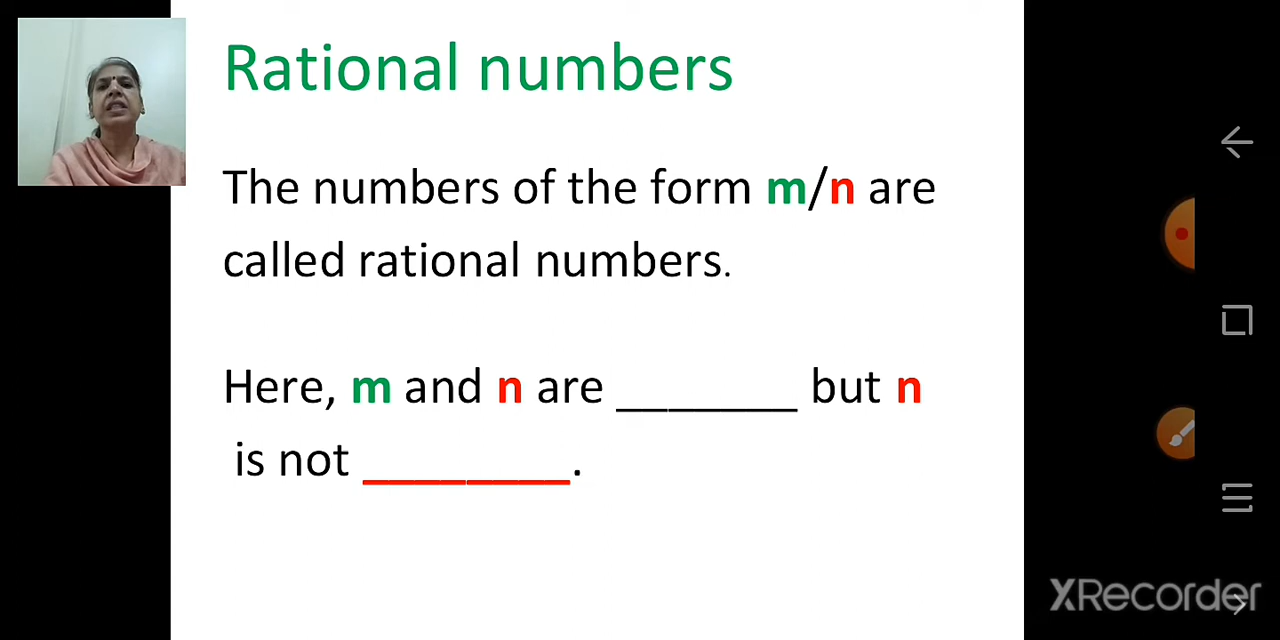 Rational numbers
The numbers of the form m/n are
called rational numbers.
Here, m and n are _______ but n
is not ________.
XRecorder